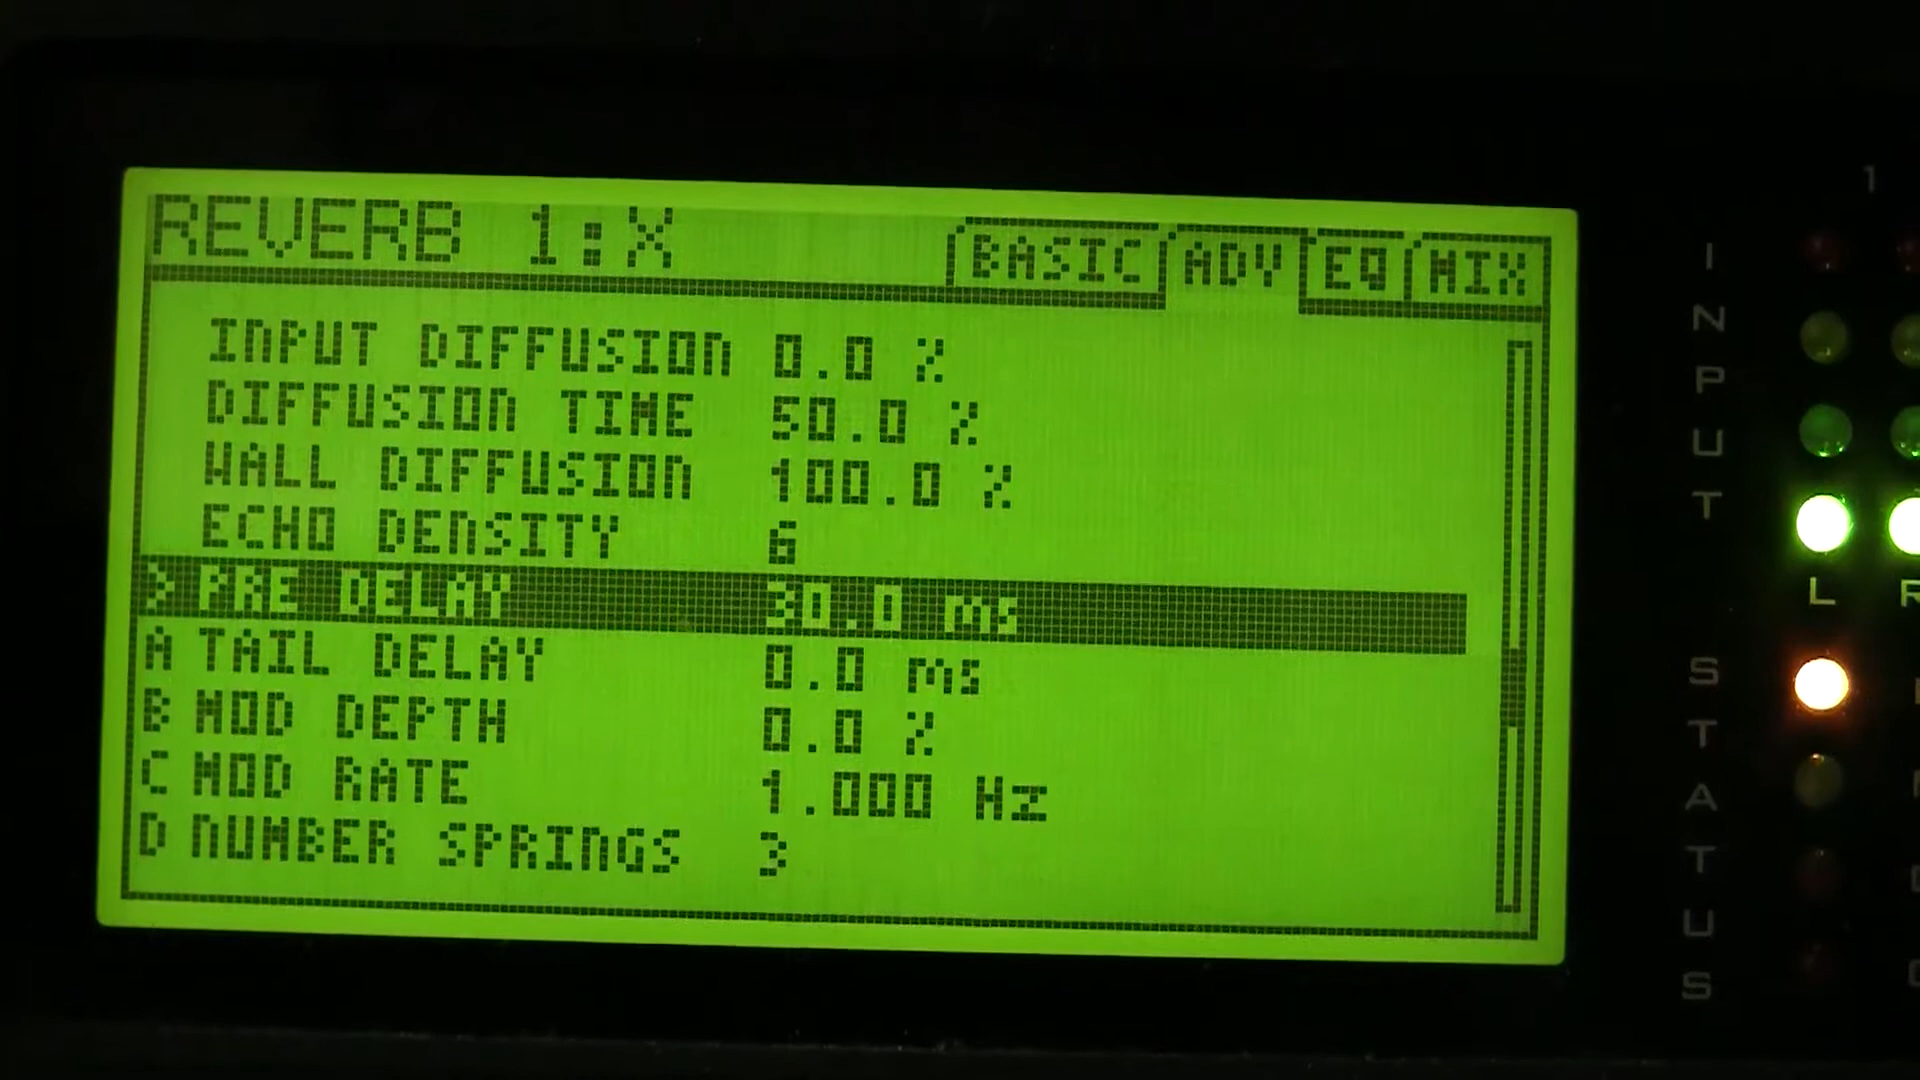 REVERB 1:X
BASIC ADV EQ MIX
INPUT DIFFUSION 0.0 %
DIFFUSION TIME 50.0 %
WALL DIFFUSION 100.0 %
ECHO DENSITY 6
> PRE DELAY 30.0 ms
A TAIL DELAY 0.0 ms
B MOD DEPTH 0.0 %
C MOD RATE 1.000 Hz
D NUMBER SPRINGS 3
1
INPUT
L R
STATUS